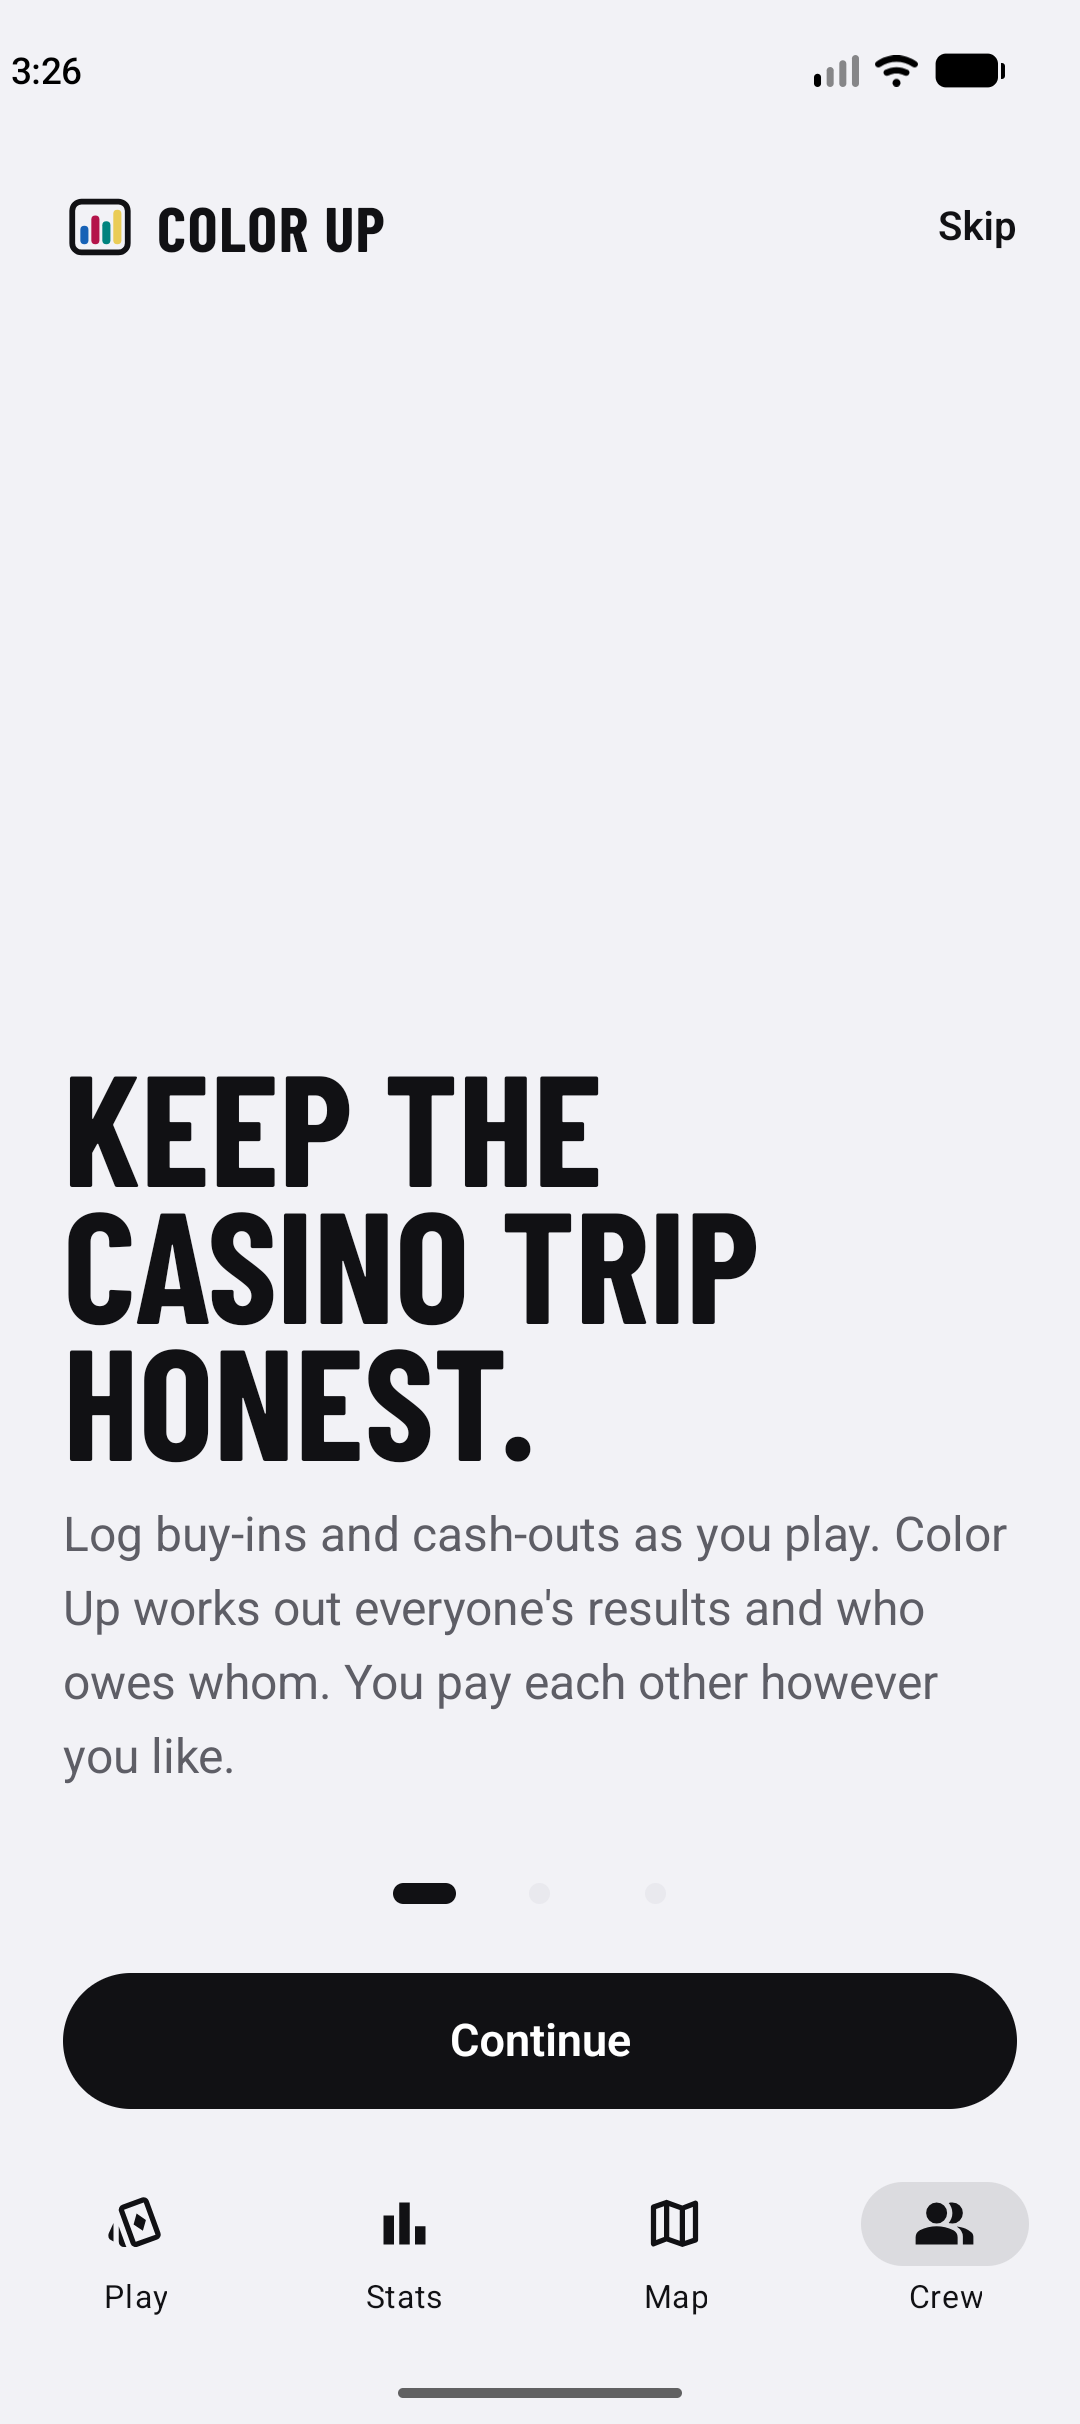 3:26
COLOR UP
Skip
KEEP THE
CASINO TRIP
HONEST.
Log buy-ins and cash-outs as you play. Color
Up works out everyone's results and who
owes whom. You pay each other however
you like.
Continue
Play
Stats
Map
Crew